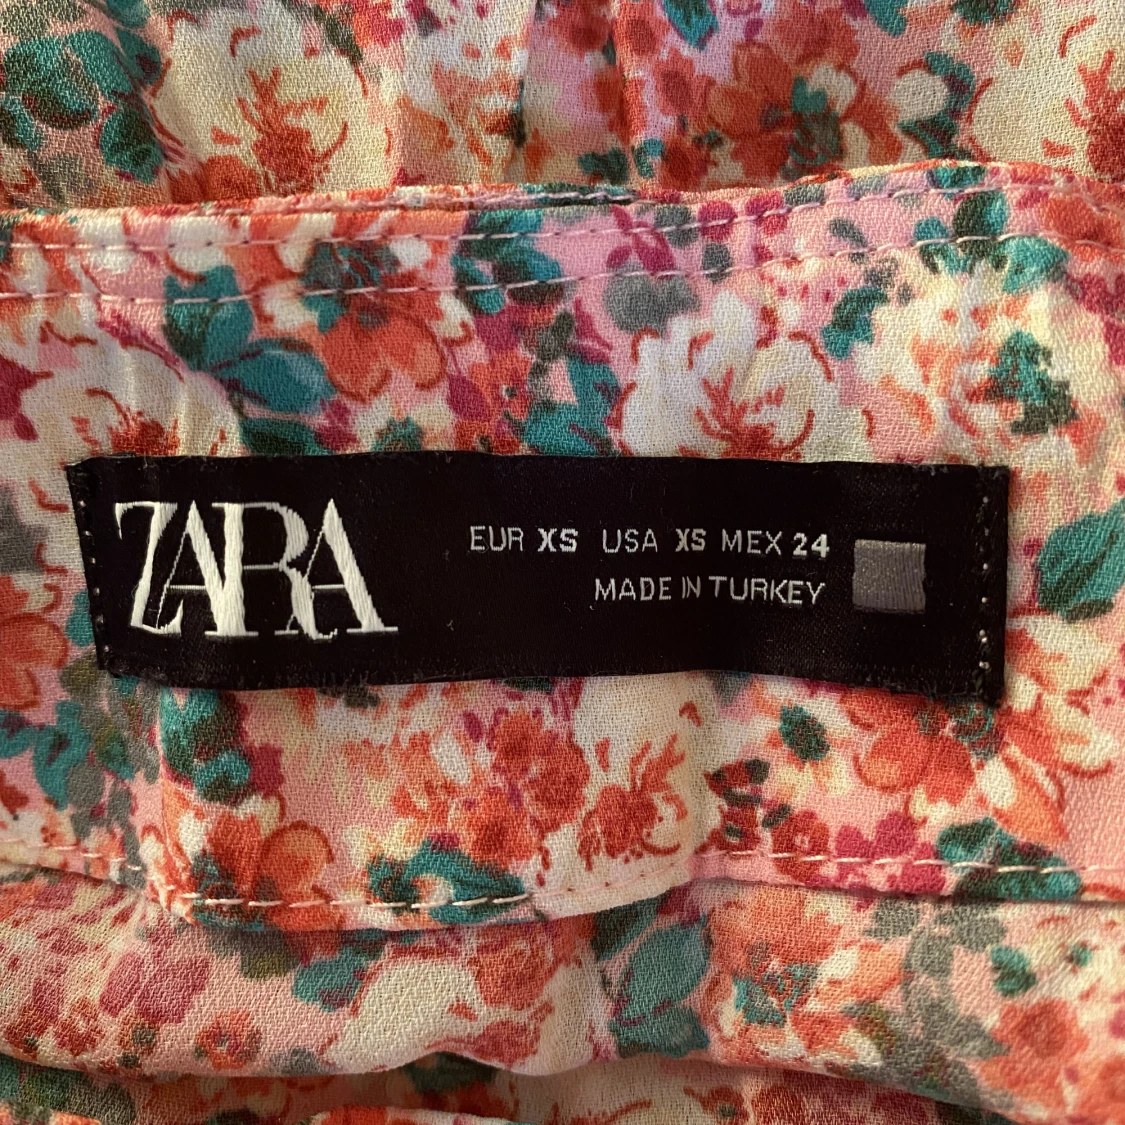 ZARA
EUR XS USA XS MEX 24
MADE IN TURKEY